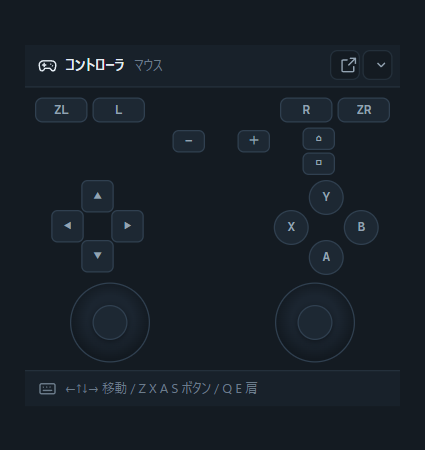 コントローラ マウス
ZL L R ZR
− +
Y
X B
A
←↑↓→ 移動 / Z X A S ボタン / Q E 肩